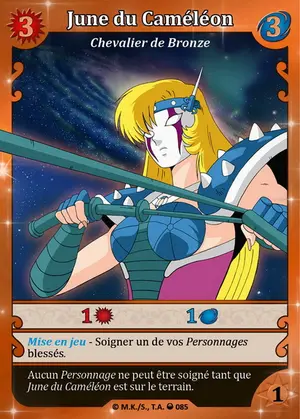 3
June du Caméléon
3
Chevalier de Bronze
1 1
Mise en jeu - Soigner un de vos Personnages
blessés.
Aucun Personnage ne peut être soigné tant que
June du Caméléon est sur le terrain.
1
© M.K./S., T.A. 085